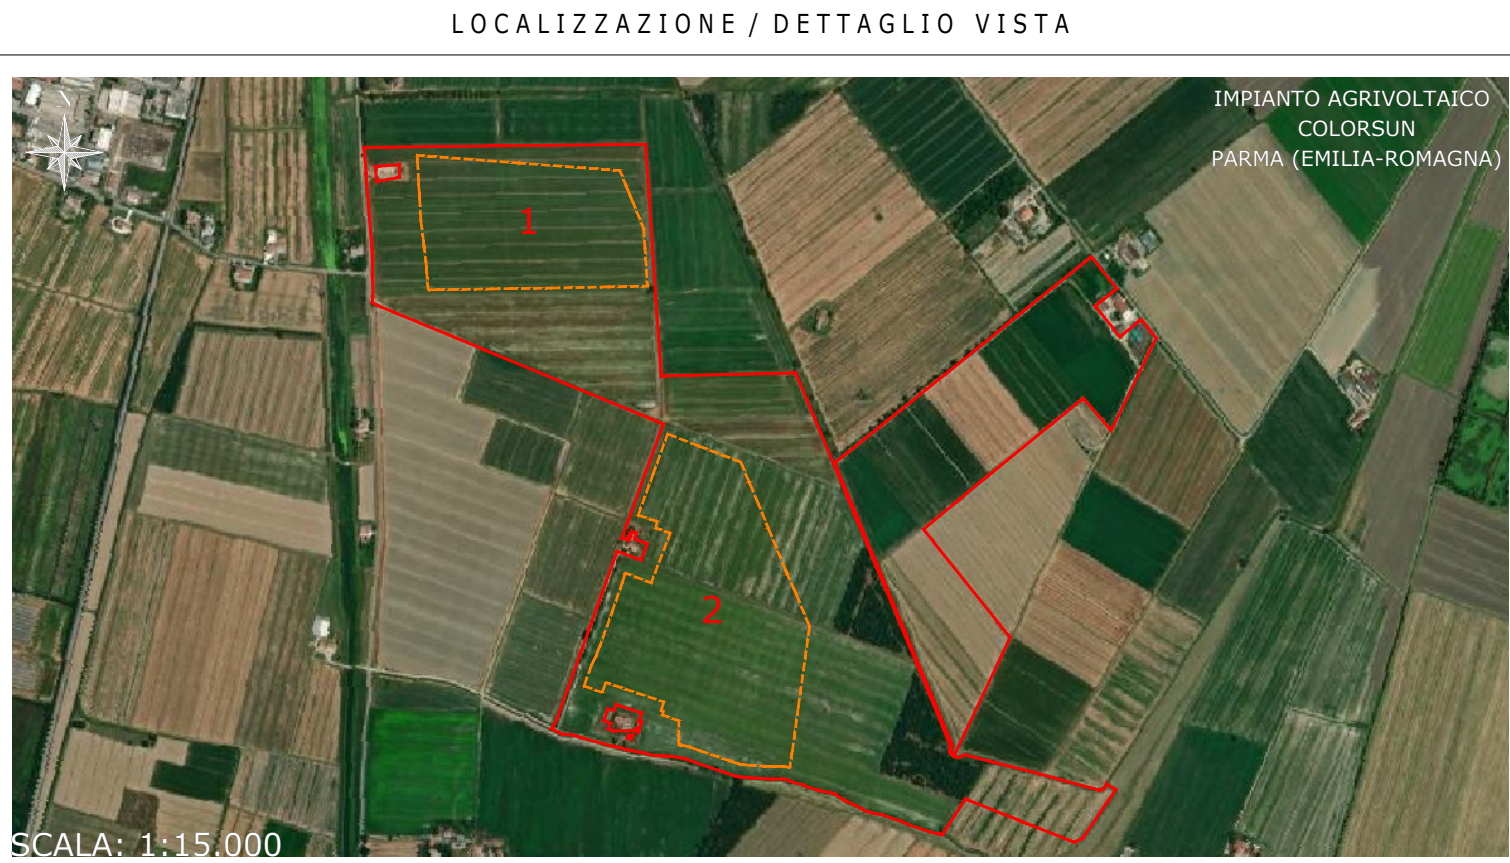 LOCALIZZAZIONE / DETTAGLIO VISTA
IMPIANTO AGRIVOLTAICO
COLORSUN
PARMA (EMILIA-ROMAGNA)
1
2
SCALA: 1:15.000